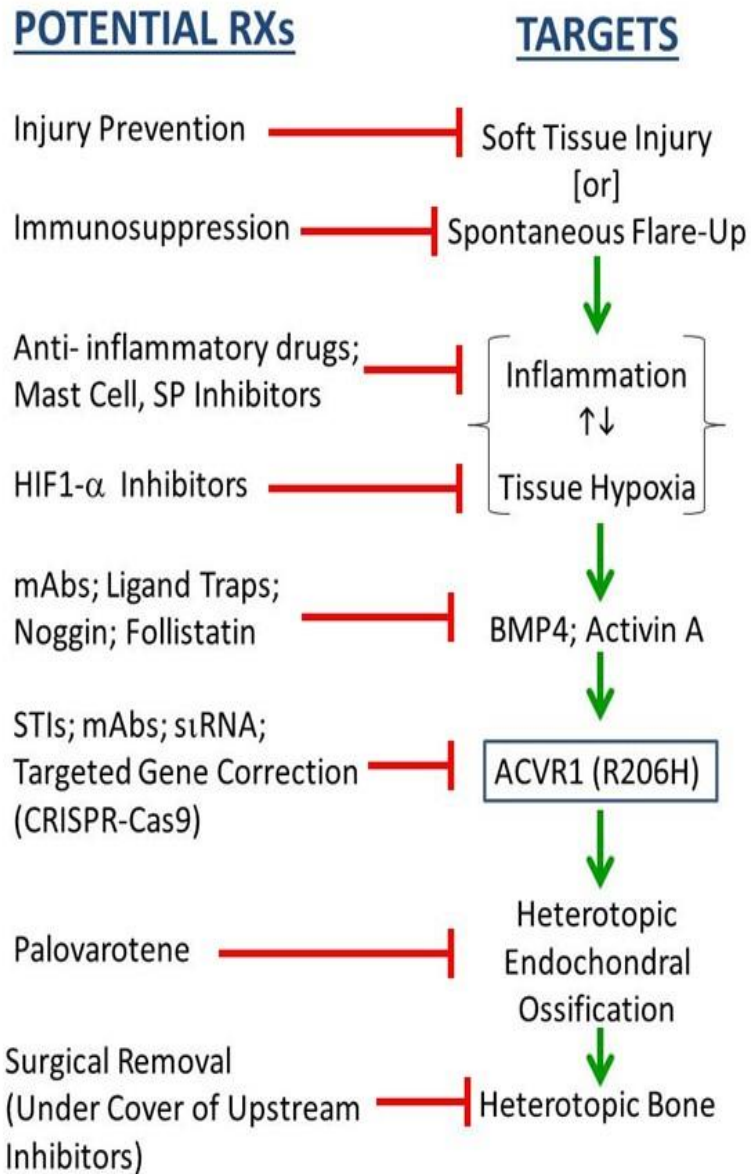 POTENTIAL RXs
TARGETS
Injury Prevention
Soft Tissue Injury
[or]
Immunosuppression
Spontaneous Flare-Up
Anti- inflammatory drugs;
Mast Cell, SP Inhibitors
Inflammation
↑↓
HIF1-α Inhibitors
Tissue Hypoxia
mAbs; Ligand Traps;
Noggin; Follistatin
BMP4; Activin A
STIs; mAbs; sιRNA;
Targeted Gene Correction
(CRISPR-Cas9)
ACVR1 (R206H)
Palovarotene
Heterotopic
Endochondral
Ossification
Surgical Removal
(Under Cover of Upstream
Inhibitors)
Heterotopic Bone